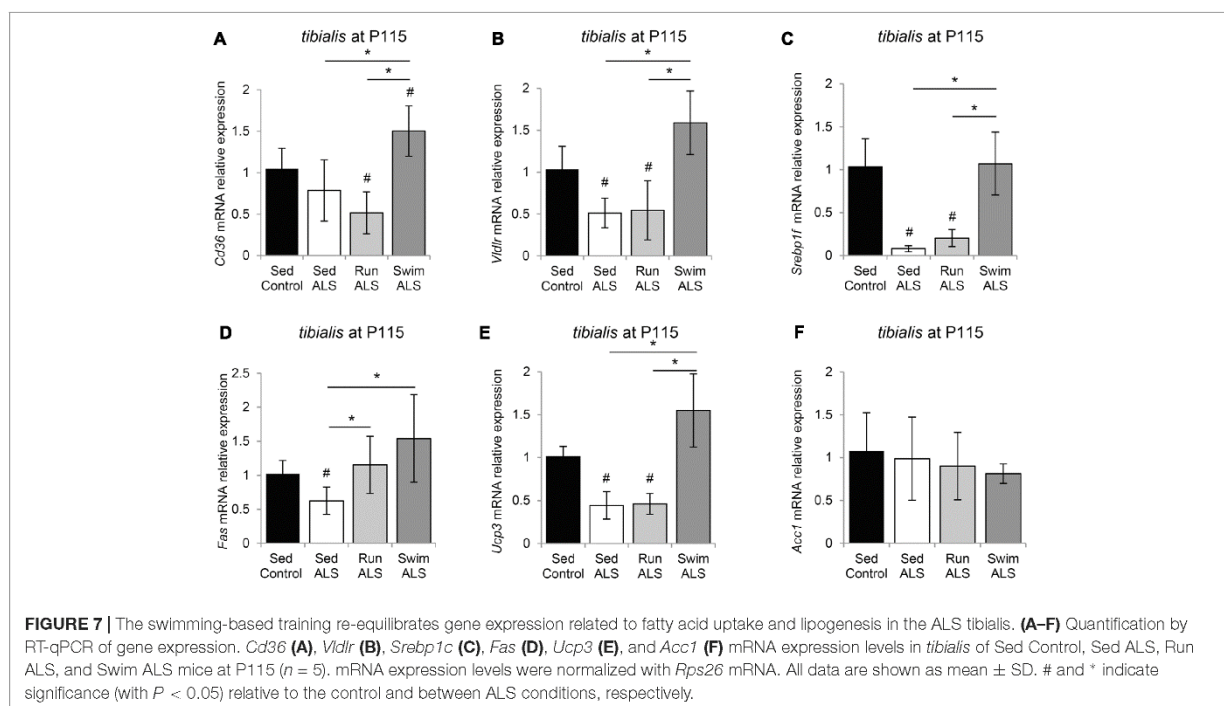 A
tibialis at P115
*
*
#
#
Cd36 mRNA relative expression
2
1.5
1
0.5
0
Sed Control
Sed ALS
Run ALS
Swim ALS
B
tibialis at P115
*
*
#
#
Vldlr mRNA relative expression
2.5
2
1.5
1
0.5
0
Sed Control
Sed ALS
Run ALS
Swim ALS
C
tibialis at P115
*
*
#
#
Srebp1f mRNA relative expression
2
1.5
1
0.5
0
Sed Control
Sed ALS
Run ALS
Swim ALS
D
tibialis at P115
*
*
#
Fas mRNA relative expression
2.5
2
1.5
1
0.5
0
Sed Control
Sed ALS
Run ALS
Swim ALS
E
tibialis at P115
*
*
#
#
Ucp3 mRNA relative expression
2
1.5
1
0.5
0
Sed Control
Sed ALS
Run ALS
Swim ALS
F
tibialis at P115
Acc1 mRNA relative expression
2
1.5
1
0.5
0
Sed Control
Sed ALS
Run ALS
Swim ALS
FIGURE 7 | The swimming-based training re-equilibrates gene expression related to fatty acid uptake and lipogenesis in the ALS tibialis. (A–F) Quantification by
RT-qPCR of gene expression. Cd36 (A), Vldlr (B), Srebp1c (C), Fas (D), Ucp3 (E), and Acc1 (F) mRNA expression levels in tibialis of Sed Control, Sed ALS, Run
ALS, and Swim ALS mice at P115 (n = 5). mRNA expression levels were normalized with Rps26 mRNA. All data are shown as mean ± SD. # and * indicate
significance (with P < 0.05) relative to the control and between ALS conditions, respectively.